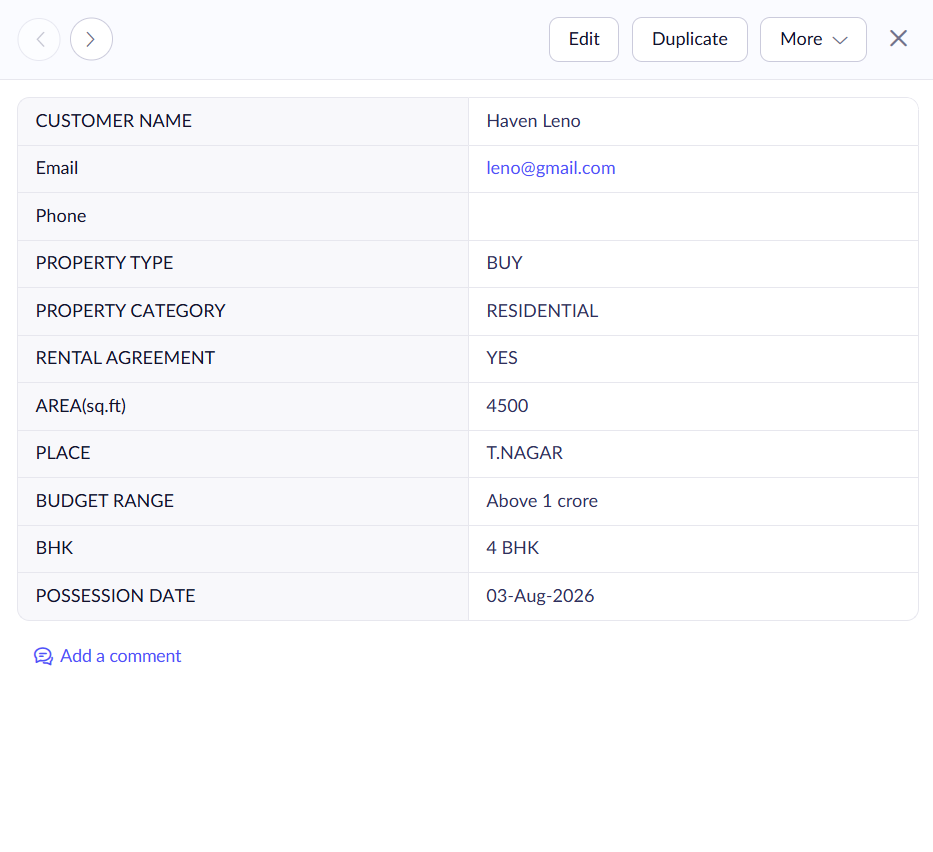 Edit Duplicate More
CUSTOMER NAME Haven Leno
Email leno@gmail.com
Phone
PROPERTY TYPE BUY
PROPERTY CATEGORY RESIDENTIAL
RENTAL AGREEMENT YES
AREA(sq.ft) 4500
PLACE T.NAGAR
BUDGET RANGE Above 1 crore
BHK 4 BHK
POSSESSION DATE 03-Aug-2026
Add a comment